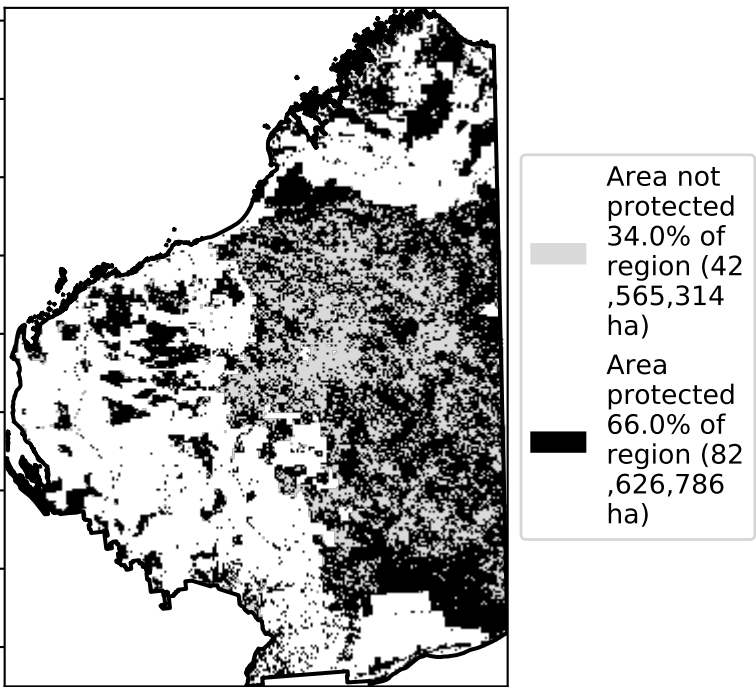 Area not
protected
34.0% of
region (42
,565,314
ha)
Area
protected
66.0% of
region (82
,626,786
ha)